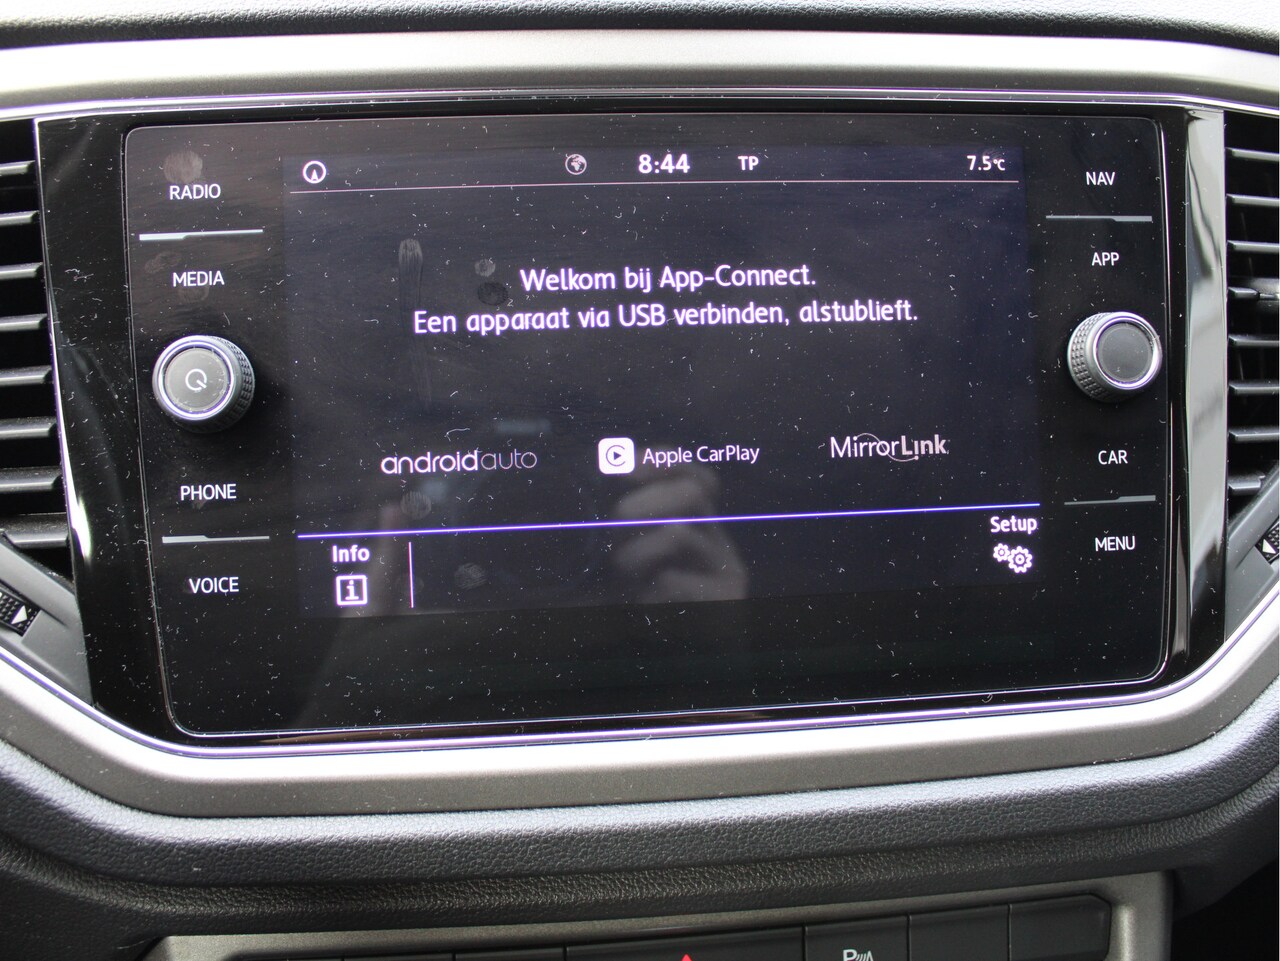 RADIO
MEDIA
PHONE
VOICE
8:44 TP 7.5°C
Welkom bij App-Connect.
Een apparaat via USB verbinden, alstublieft.
androidauto Apple CarPlay MirrorLink
Info
Setup
NAV
APP
CAR
MENU
P